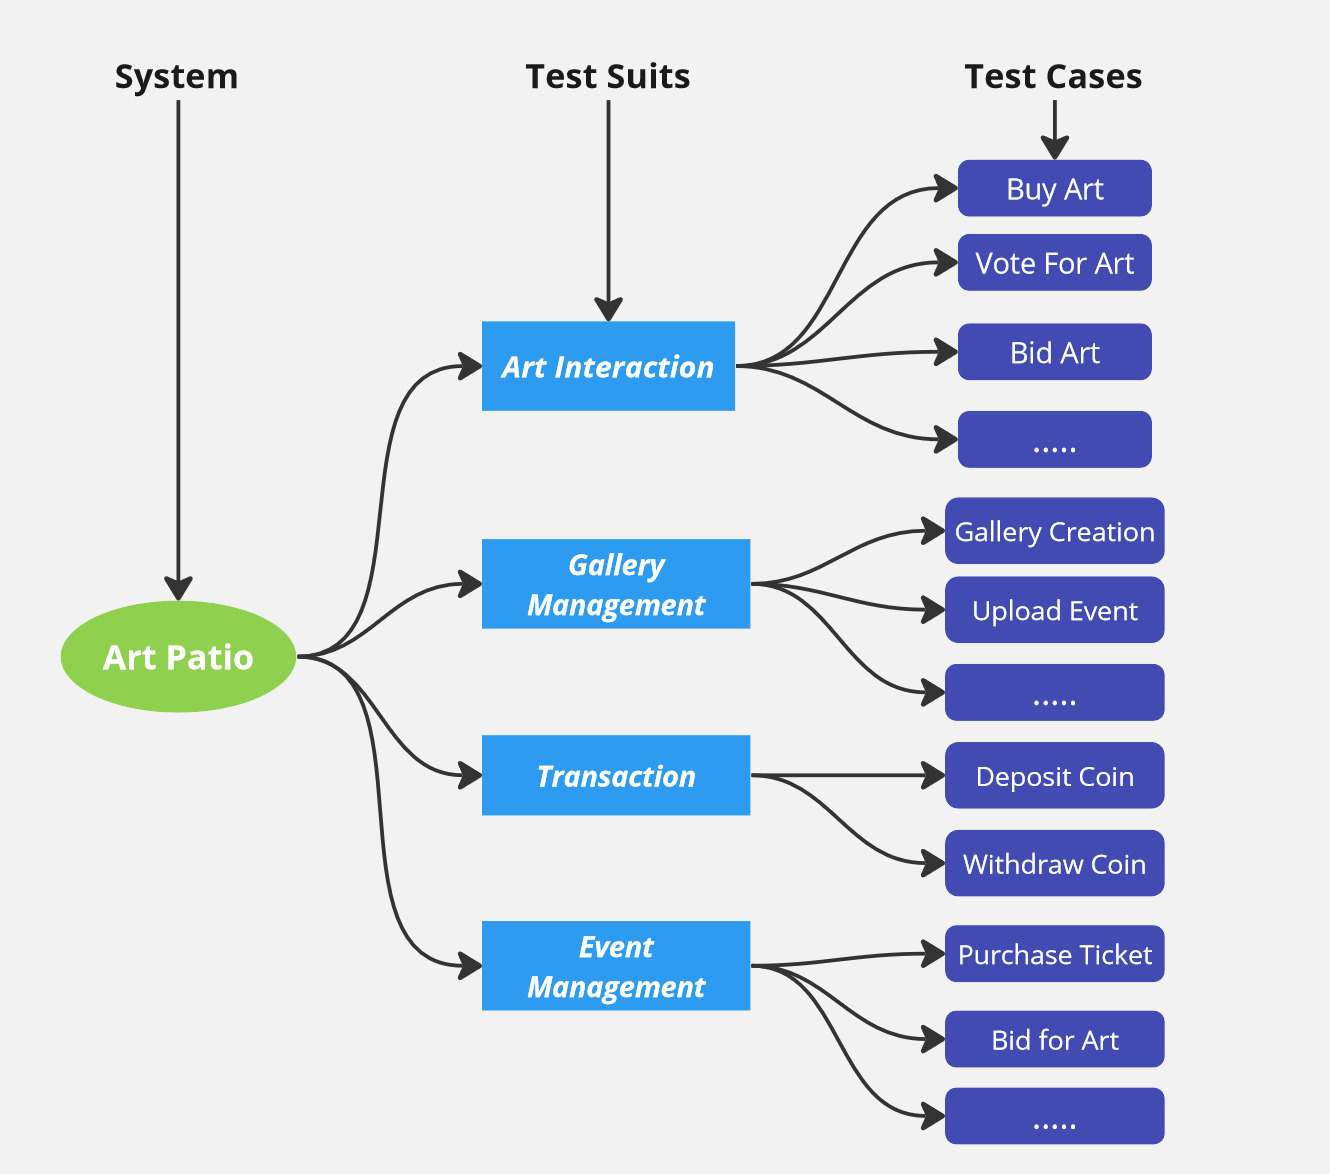 System
Test Suits
Test Cases
Buy Art
Vote For Art
Art Interaction
Bid Art
.....
Gallery Creation
Gallery
Management
Upload Event
Art Patio
.....
Transaction
Deposit Coin
Withdraw Coin
Event
Management
Purchase Ticket
Bid for Art
.....